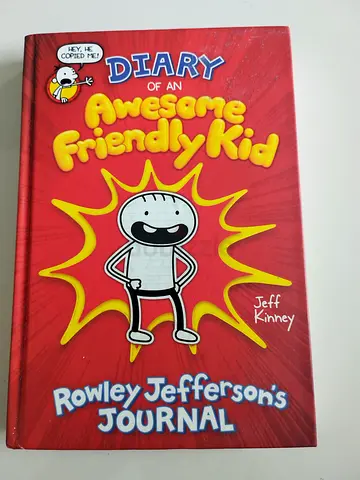 HEY, HE
COPIED ME!
DIARY
OF AN
Awesome
Friendly Kid
Jeff
Kinney
Rowley Jefferson's
JOURNAL